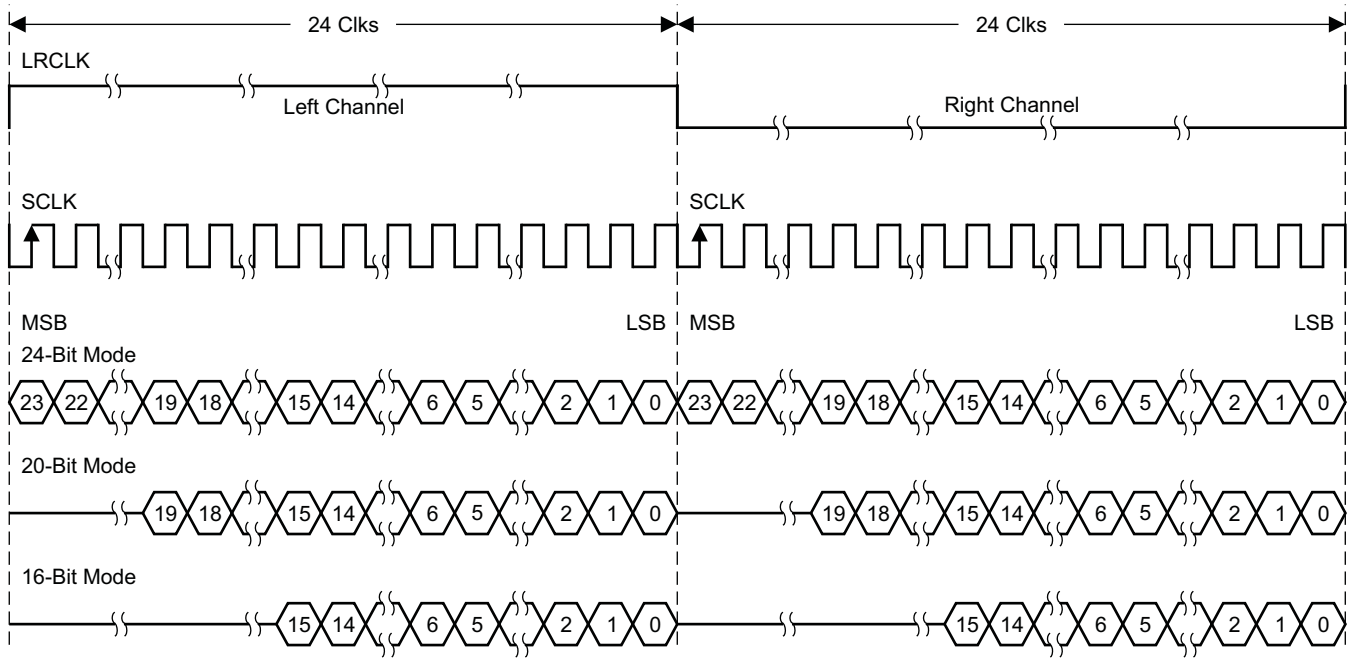 24 Clks 24 Clks
LRCLK
Left Channel Right Channel
SCLK SCLK
MSB LSB MSB LSB
24-Bit Mode
23 22 19 18 15 14 6 5 2 1 0 23 22 19 18 15 14 6 5 2 1 0
20-Bit Mode
19 18 15 14 6 5 2 1 0 19 18 15 14 6 5 2 1 0
16-Bit Mode
15 14 6 5 2 1 0 15 14 6 5 2 1 0